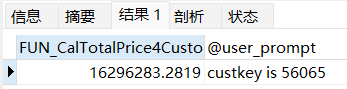 信息 摘要 结果 1 剖析 状态
FUN_CalTotalPrice4Custo @user_prompt
16296283.2819 custkey is 56065